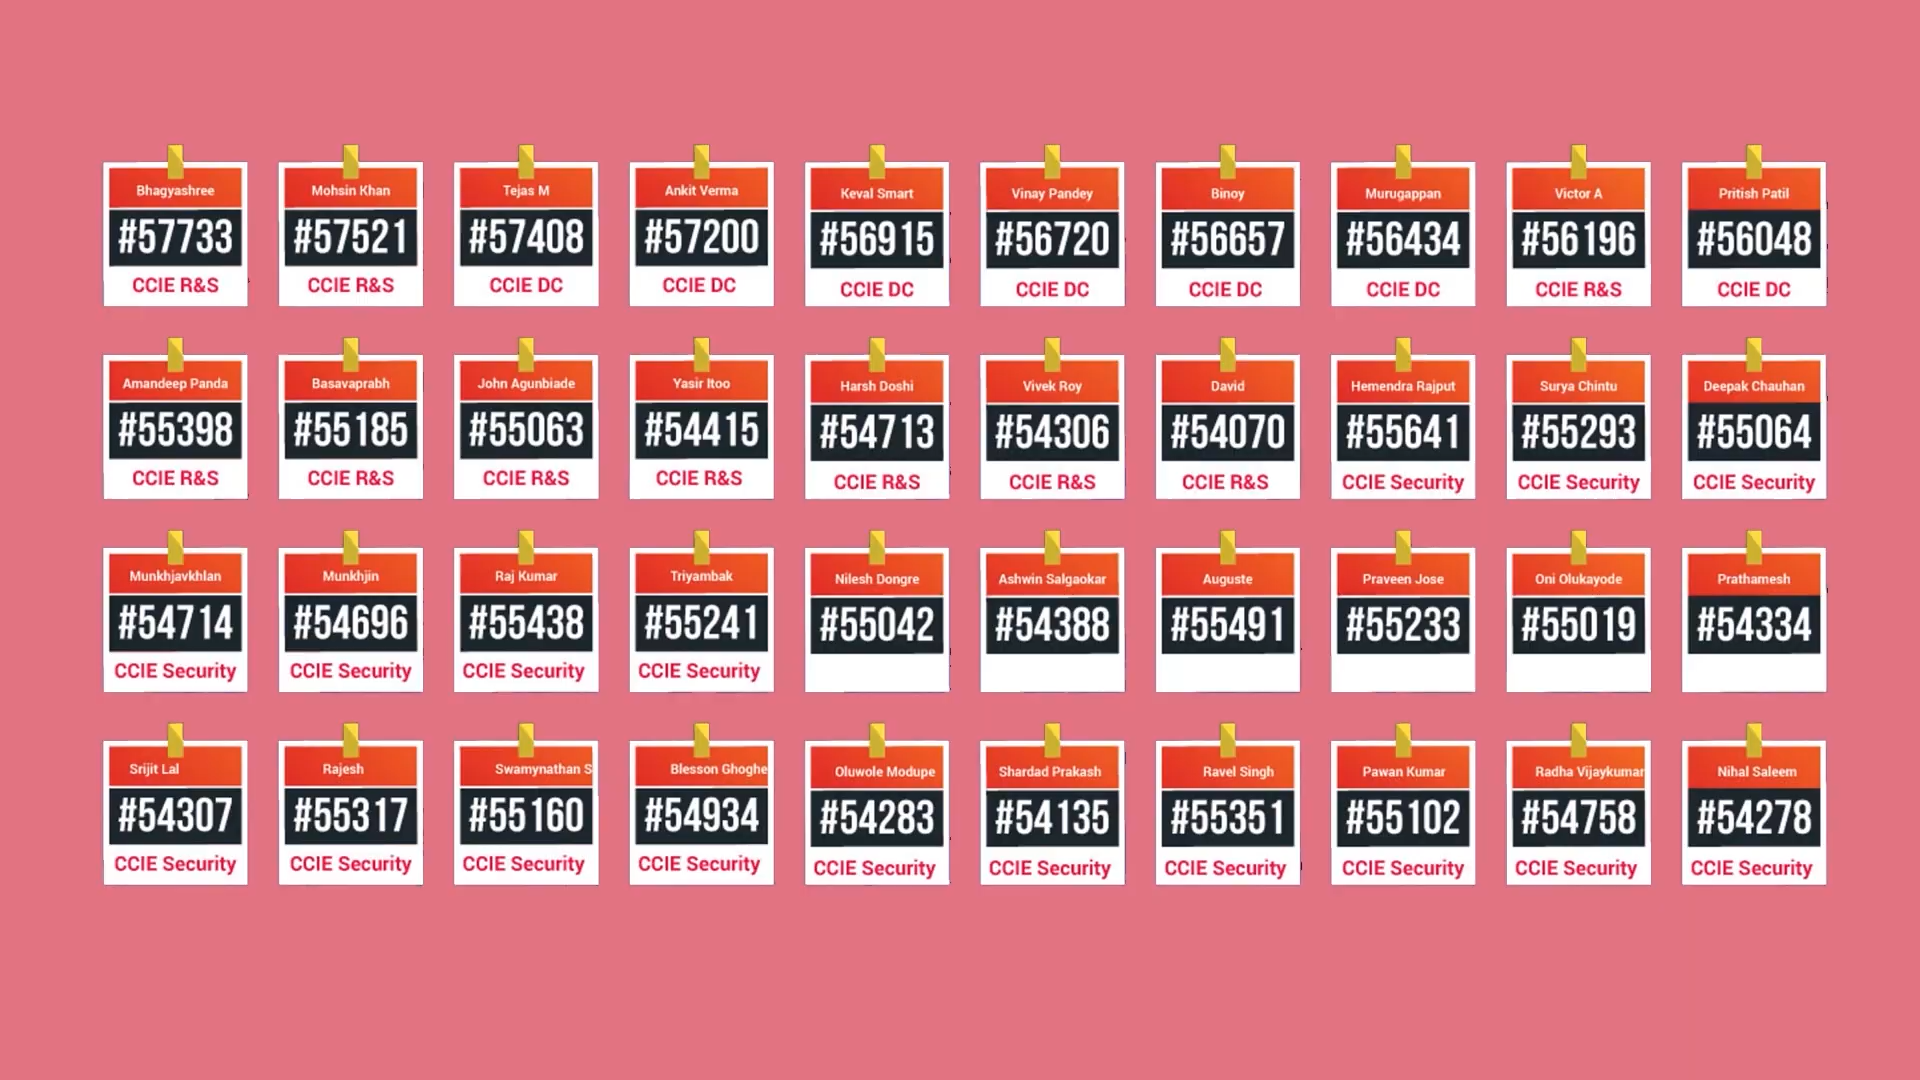 Bhagyashree
#57733
CCIE R&S
Mohsin Khan
#57521
CCIE R&S
Tejas M
#57408
CCIE DC
Ankit Verma
#57200
CCIE DC
Keval Smart
#56915
CCIE DC
Vinay Pandey
#56720
CCIE DC
Binoy
#56657
CCIE DC
Murugappan
#56434
CCIE DC
Victor A
#56196
CCIE R&S
Pritish Patil
#56048
CCIE DC
Amandeep Panda
#55398
CCIE R&S
Basavaprabh
#55185
CCIE R&S
John Agunbiade
#55063
CCIE R&S
Yasir Itoo
#54415
CCIE R&S
Harsh Doshi
#54713
CCIE R&S
Vivek Roy
#54306
CCIE R&S
David
#54070
CCIE R&S
Hemendra Rajput
#55641
CCIE Security
Surya Chintu
#55293
CCIE Security
Deepak Chauhan
#55064
CCIE Security
Munkhjavkhlan
#54714
CCIE Security
Munkhjin
#54696
CCIE Security
Raj Kumar
#55438
CCIE Security
Triyambak
#55241
CCIE Security
Nilesh Dongre
#55042
Ashwin Salgaokar
#54388
Auguste
#55491
Praveen Jose
#55233
Oni Olukayode
#55019
Prathamesh
#54334
Srijit Lal
#54307
CCIE Security
Rajesh
#55317
CCIE Security
Swamynathan S
#55160
CCIE Security
Blesson Ghoghe
#54934
CCIE Security
Oluwole Modupe
#54283
CCIE Security
Shardad Prakash
#54135
CCIE Security
Ravel Singh
#55351
CCIE Security
Pawan Kumar
#55102
CCIE Security
Radha Vijaykumar
#54758
CCIE Security
Nihal Saleem
#54278
CCIE Security